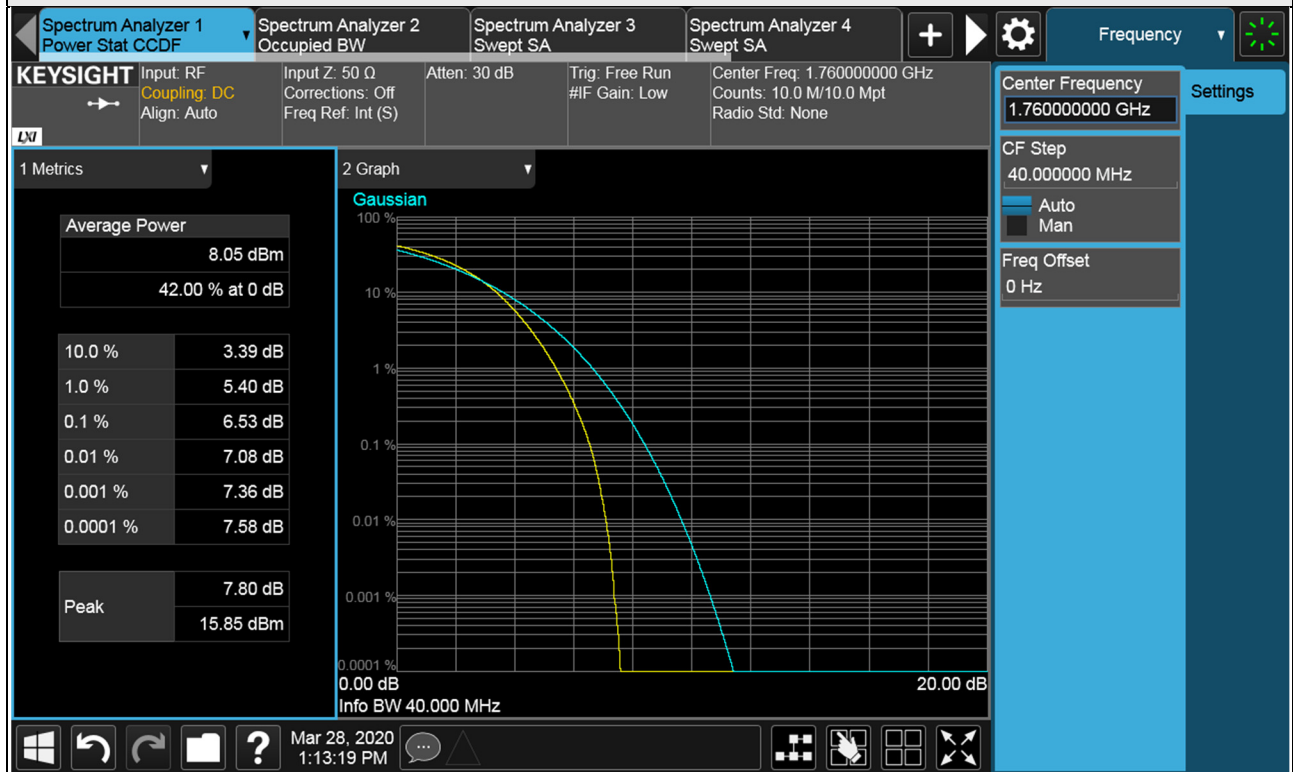 Spectrum Analyzer 1
Power Stat CCDF
Spectrum Analyzer 2
Occupied BW
Spectrum Analyzer 3
Swept SA
Spectrum Analyzer 4
Swept SA
Frequency
KEYSIGHT
LXI
Input: RF
Coupling: DC
Align: Auto
Input Z: 50 Ω
Corrections: Off
Freq Ref: Int (S)
Atten: 30 dB
Trig: Free Run
#IF Gain: Low
Center Freq: 1.760000000 GHz
Counts: 10.0 M/10.0 Mpt
Radio Std: None
Center Frequency
1.760000000 GHz
Settings
CF Step
40.000000 MHz
Auto
Man
Freq Offset
0 Hz
1 Metrics
Average Power
8.05 dBm
42.00 % at 0 dB
10.0 % 3.39 dB
1.0 % 5.40 dB
0.1 % 6.53 dB
0.01 % 7.08 dB
0.001 % 7.36 dB
0.0001 % 7.58 dB
Peak
7.80 dB
15.85 dBm
2 Graph
Gaussian
100 %
10 %
1 %
0.1 %
0.01 %
0.001 %
0.0001 %
0.00 dB
20.00 dB
Info BW 40.000 MHz
?
Mar 28, 2020
1:13:19 PM